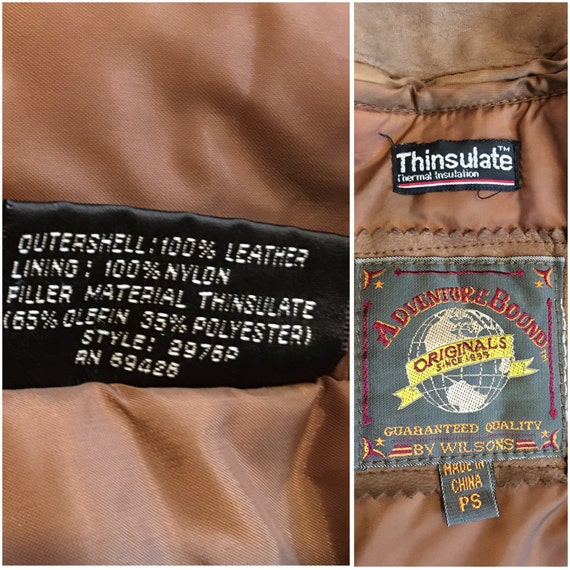 OUTERSHELL: 100% LEATHER
LINING: 100% NYLON
FILLER MATERIAL THINSULATE
(65% OLEFIN 35% POLYESTER)
STYLE: 2976P
RN 69426
Thinsulate™
Thermal Insulation
ADVENTURE BOUND
ORIGINALS
SINCE 1899
GUARANTEED QUALITY
BY WILSONS
MADE IN
CHINA
PS